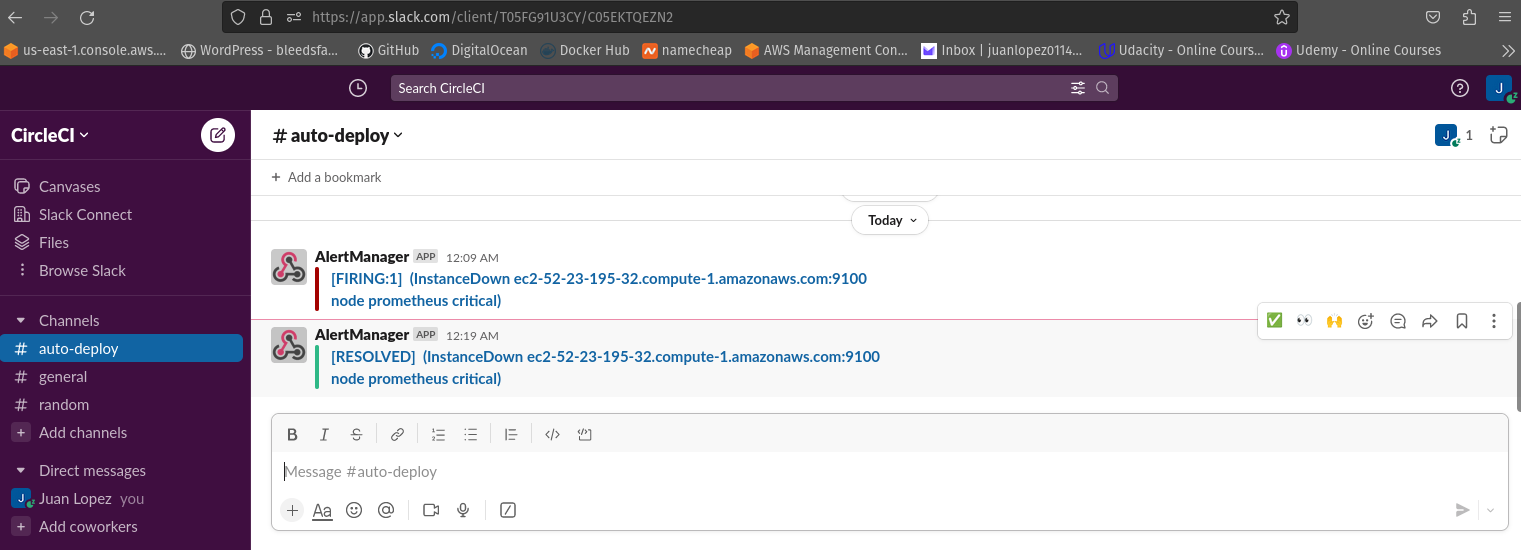 https://app.slack.com/client/T05FG91U3CY/C05EKTQEZN2
us-east-1.console.aws.... WordPress - bleedsfa... GitHub DigitalOcean Docker Hub namecheap AWS Management Con... Inbox | juanlopez0114... Udacity - Online Cours... Udemy - Online Courses
Search CircleCI
J
CircleCI
# auto-deploy
J 1
Canvases
Slack Connect
Files
Browse Slack
Channels
# auto-deploy
# general
# random
+ Add channels
Direct messages
J Juan Lopez you
+ Add coworkers
+ Add a bookmark
Today
AlertManager APP 12:09 AM
[FIRING:1] (InstanceDown ec2-52-23-195-32.compute-1.amazonaws.com:9100
node prometheus critical)
AlertManager APP 12:19 AM
[RESOLVED] (InstanceDown ec2-52-23-195-32.compute-1.amazonaws.com:9100
node prometheus critical)
B I S
Message #auto-deploy
+ Aa @